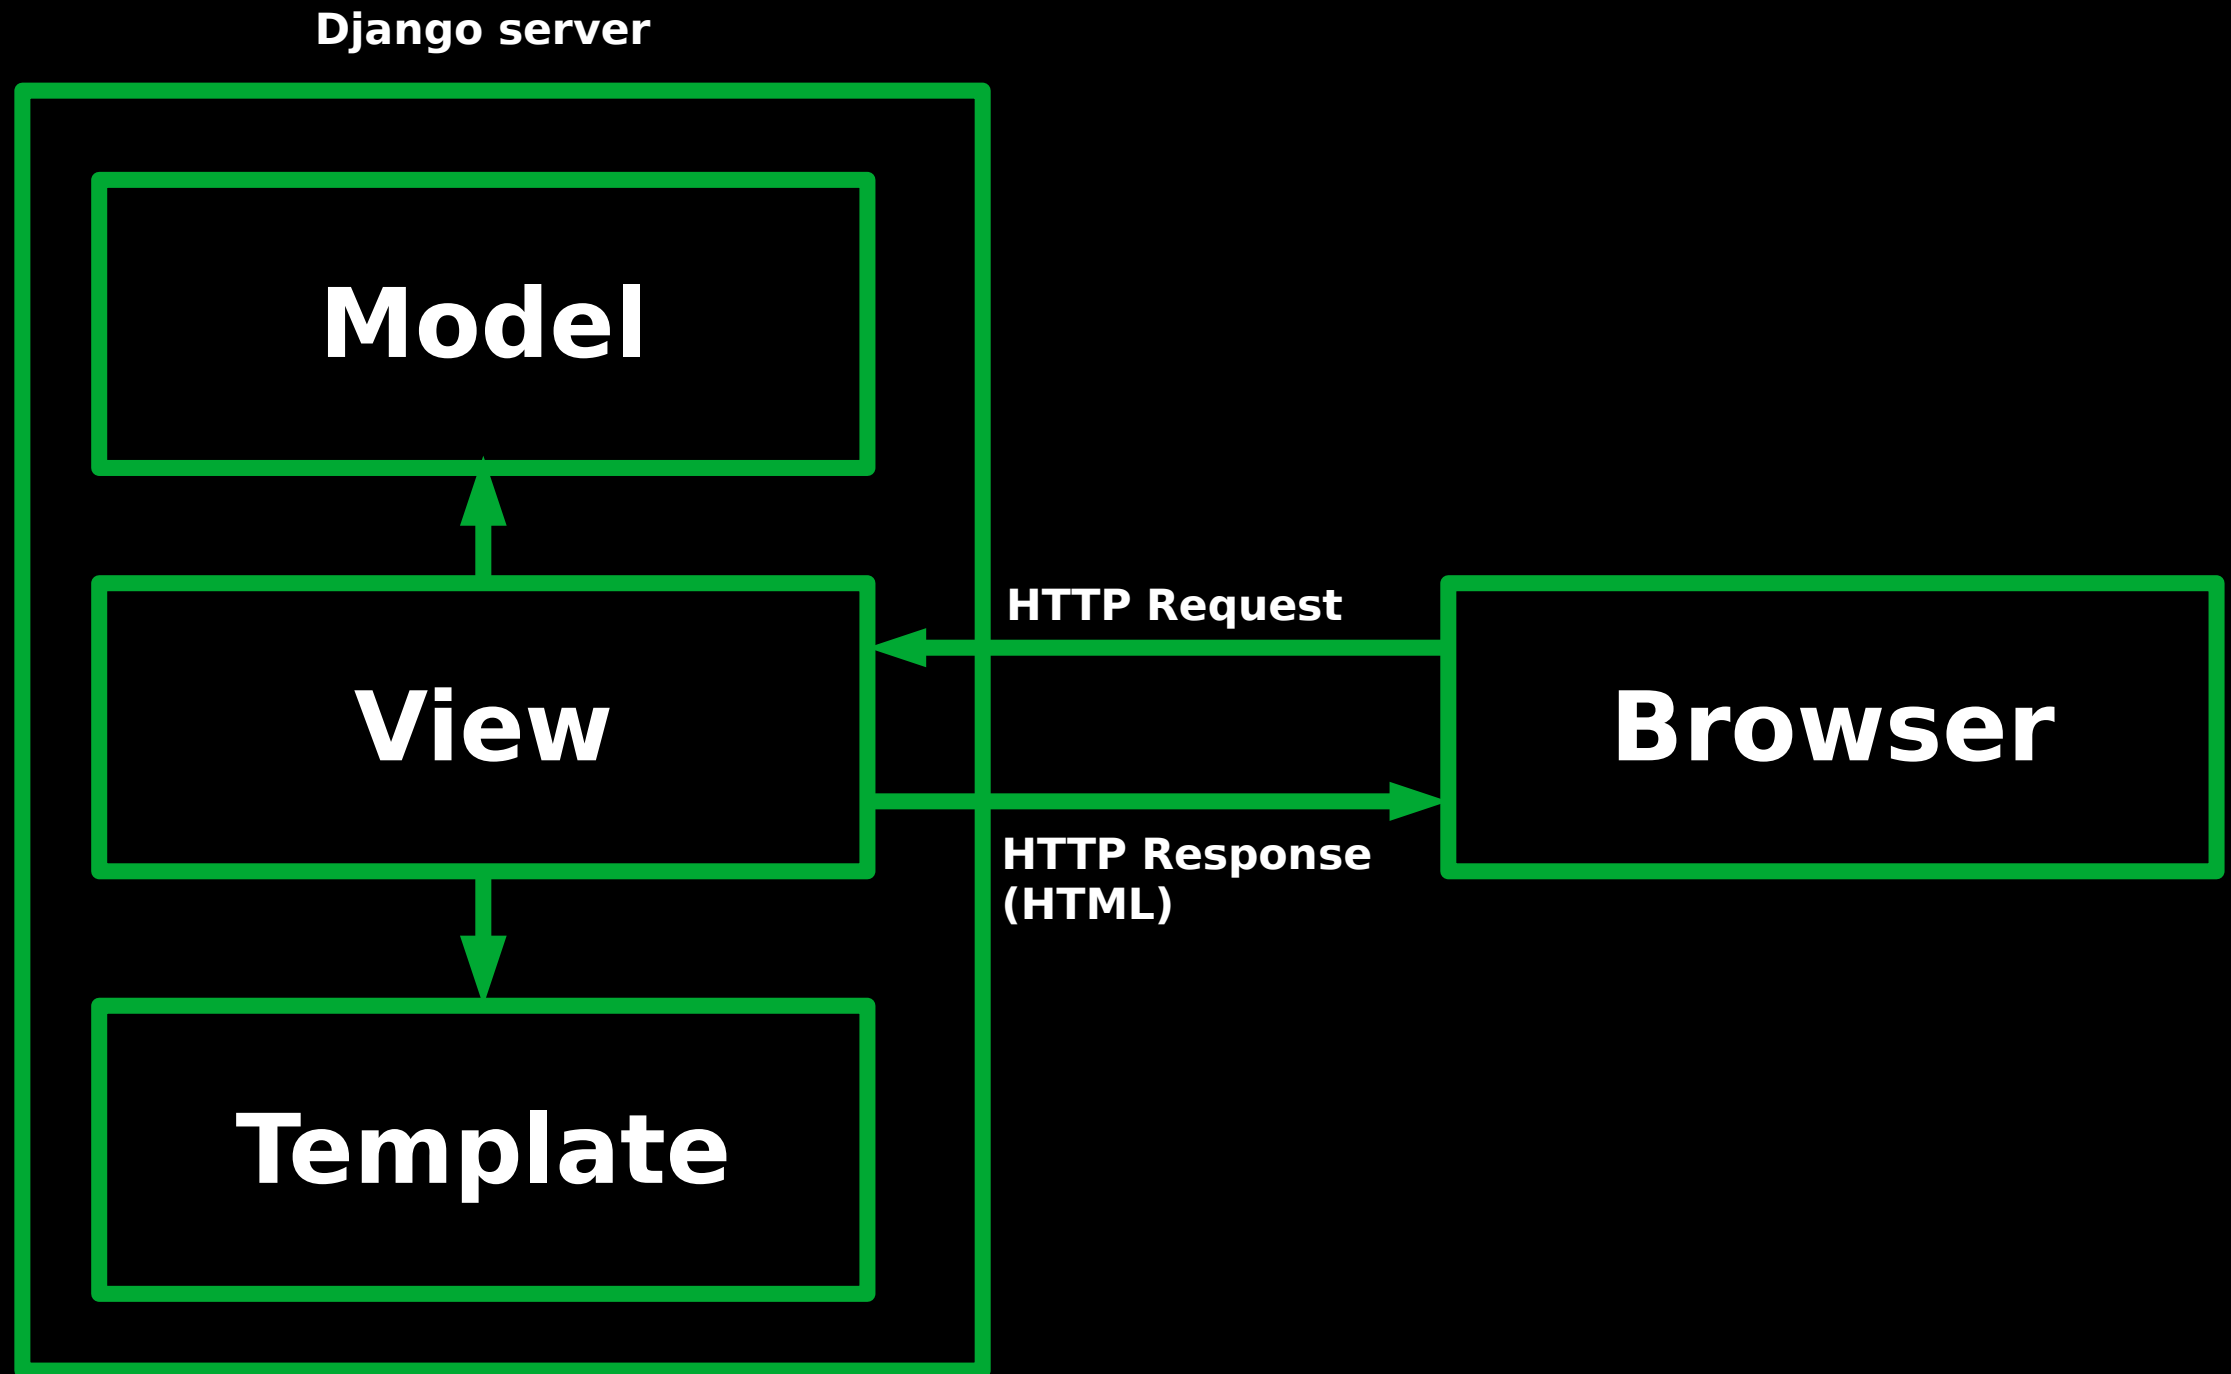 Django server
Model
View
Template
HTTP Request
HTTP Response
(HTML)
Browser